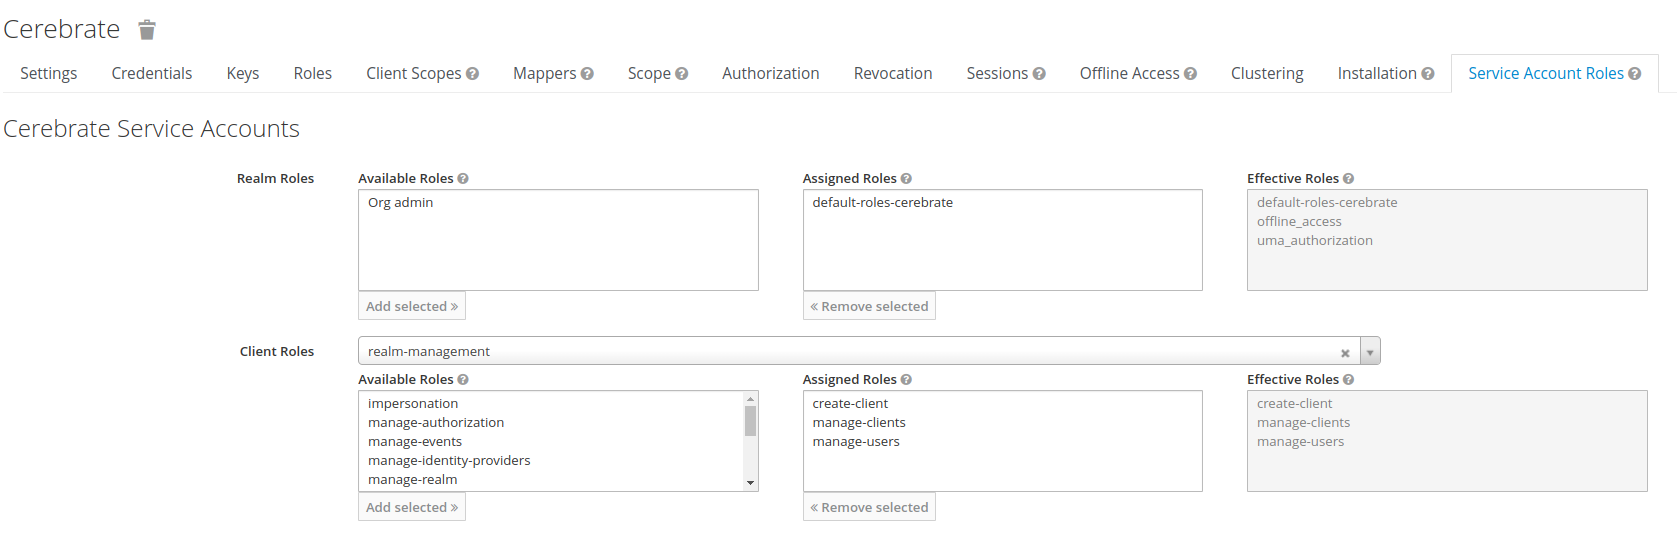 Cerebrate
Settings Credentials Keys Roles Client Scopes ? Mappers ? Scope ? Authorization Revocation Sessions ? Offline Access ? Clustering Installation ? Service Account Roles ?
Cerebrate Service Accounts
Realm Roles
Available Roles ?
Org admin
Add selected »
Assigned Roles ?
default-roles-cerebrate
« Remove selected
Effective Roles ?
default-roles-cerebrate
offline_access
uma_authorization
Client Roles
realm-management
Available Roles ?
impersonation
manage-authorization
manage-events
manage-identity-providers
manage-realm
Add selected »
Assigned Roles ?
create-client
manage-clients
manage-users
« Remove selected
Effective Roles ?
create-client
manage-clients
manage-users